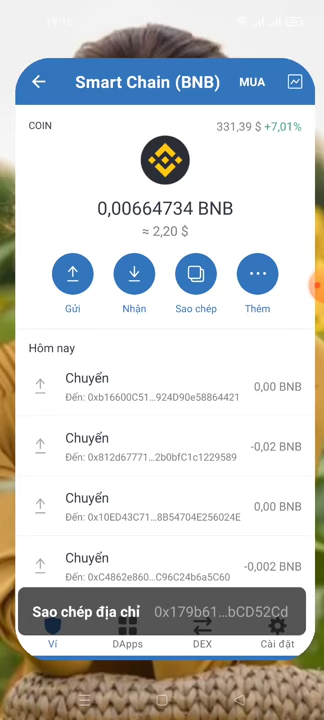 19:16
Smart Chain (BNB) MUA
COIN 331,39 $ +7,01%
0,00664734 BNB
≈ 2,20 $
Gửi Nhận Sao chép Thêm
Hôm nay
Chuyển
Đến: 0xb16600C51...924D90e58864421 0,00 BNB
Chuyển
Đến: 0x812d67771...2b0bfC1c1229589 -0,02 BNB
Chuyển
Đến: 0x10ED43C71...8B54704E256024E 0,00 BNB
Chuyển
Đến: 0xC4862e860...C96C24b6a5C60 -0,002 BNB
Sao chép địa chỉ 0x179b61...bCD52Cd
Ví DApps DEX Cài đặt